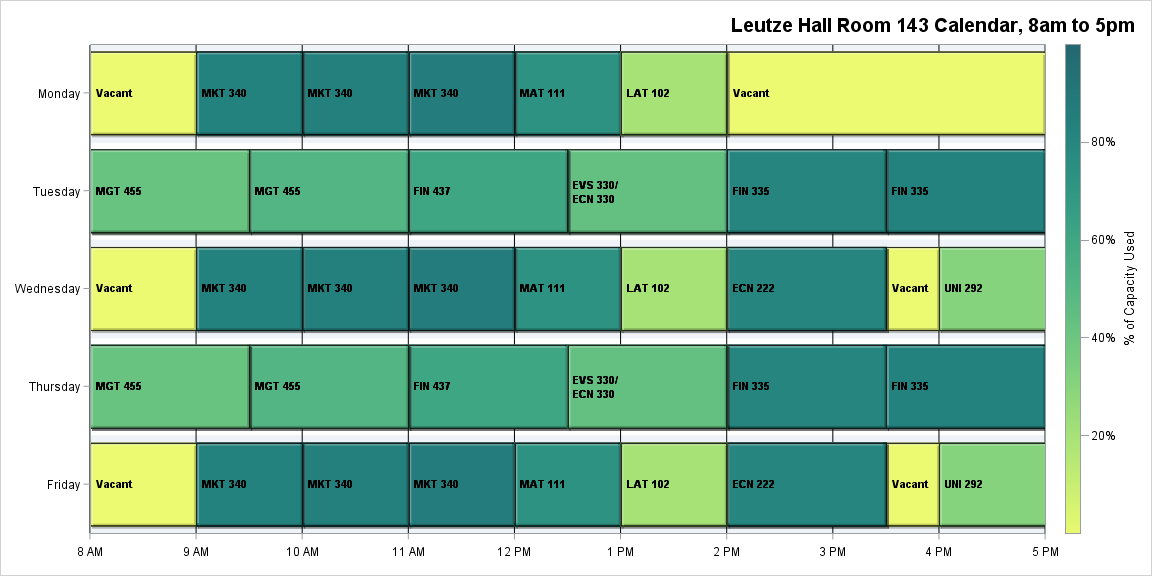 Leutze Hall Room 143 Calendar, 8am to 5pm
Monday
Vacant
MKT 340
MKT 340
MKT 340
MAT 111
LAT 102
Vacant
Tuesday
MGT 455
MGT 455
FIN 437
EVS 330/
ECN 330
FIN 335
FIN 335
Wednesday
Vacant
MKT 340
MKT 340
MKT 340
MAT 111
LAT 102
ECN 222
Vacant
UNI 292
Thursday
MGT 455
MGT 455
FIN 437
EVS 330/
ECN 330
FIN 335
FIN 335
Friday
Vacant
MKT 340
MKT 340
MKT 340
MAT 111
LAT 102
ECN 222
Vacant
UNI 292
8 AM
9 AM
10 AM
11 AM
12 PM
1 PM
2 PM
3 PM
4 PM
5 PM
80%
60%
40%
20%
% of Capacity Used